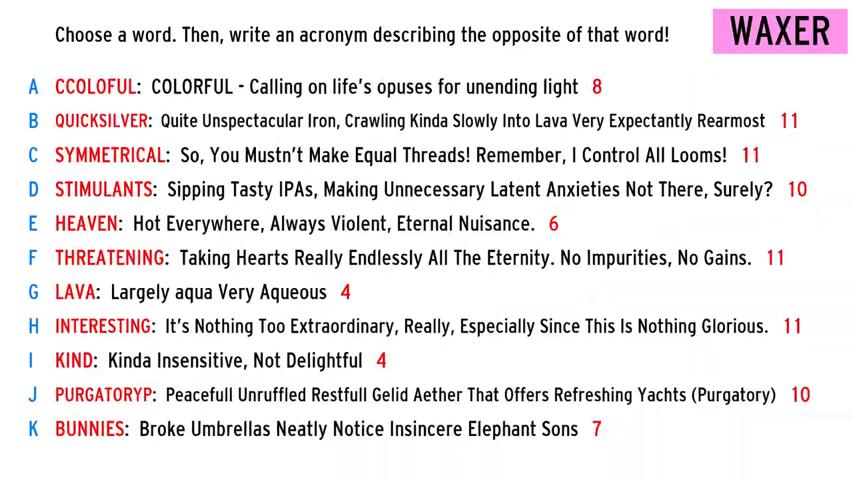 Choose a word. Then, write an acronym describing the opposite of that word!
WAXER
A CCOLOFUL: COLORFUL - Calling on life's opuses for unending light 8
B QUICKSILVER: Quite Unspectacular Iron, Crawling Kinda Slowly Into Lava Very Expectantly Rearmost 11
C SYMMETRICAL: So, You Mustn't Make Equal Threads! Remember, I Control All Looms! 11
D STIMULANTS: Sipping Tasty IPAs, Making Unnecessary Latent Anxieties Not There, Surely? 10
E HEAVEN: Hot Everywhere, Always Violent, Eternal Nuisance. 6
F THREATENING: Taking Hearts Really Endlessly All The Eternity. No Impurities, No Gains. 11
G LAVA: Largely aqua Very Aqueous 4
H INTERESTING: It's Nothing Too Extraordinary, Really, Especially Since This Is Nothing Glorious. 11
I KIND: Kinda Insensitive, Not Delightful 4
J PURGATORYP: Peacefull Unruffled Restfull Gelid Aether That Offers Refreshing Yachts (Purgatory) 10
K BUNNIES: Broke Umbrellas Neatly Notice Insincere Elephant Sons 7